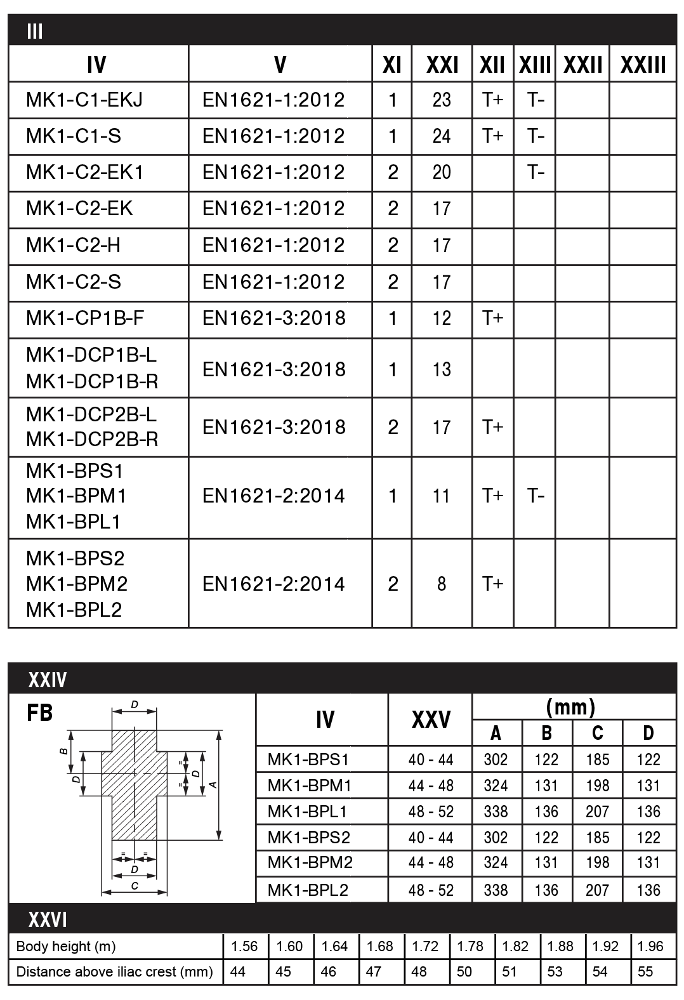 III
IV V XI XXI XII XIII XXII XXIII
MK1-C1-EKJ EN1621-1:2012 1 23 T+ T-
MK1-C1-S EN1621-1:2012 1 24 T+ T-
MK1-C2-EK1 EN1621-1:2012 2 20 T-
MK1-C2-EK EN1621-1:2012 2 17
MK1-C2-H EN1621-1:2012 2 17
MK1-C2-S EN1621-1:2012 2 17
MK1-CP1B-F EN1621-3:2018 1 12 T+
MK1-DCP1B-L
MK1-DCP1B-R
EN1621-3:2018 1 13
MK1-DCP2B-L
MK1-DCP2B-R
EN1621-3:2018 2 17 T+
MK1-BPS1
MK1-BPM1
MK1-BPL1
EN1621-2:2014 1 11 T+ T-
MK1-BPS2
MK1-BPM2
MK1-BPL2
EN1621-2:2014 2 8 T+
XXIV
FB
D
B
D
=
=
D
A
= =
D
C
IV XXV (mm)
A B C D
MK1-BPS1 40 - 44 302 122 185 122
MK1-BPM1 44 - 48 324 131 198 131
MK1-BPL1 48 - 52 338 136 207 136
MK1-BPS2 40 - 44 302 122 185 122
MK1-BPM2 44 - 48 324 131 198 131
MK1-BPL2 48 - 52 338 136 207 136
XXVI
Body height (m) 1.56 1.60 1.64 1.68 1.72 1.78 1.82 1.88 1.92 1.96
Distance above iliac crest (mm) 44 45 46 47 48 50 51 53 54 55